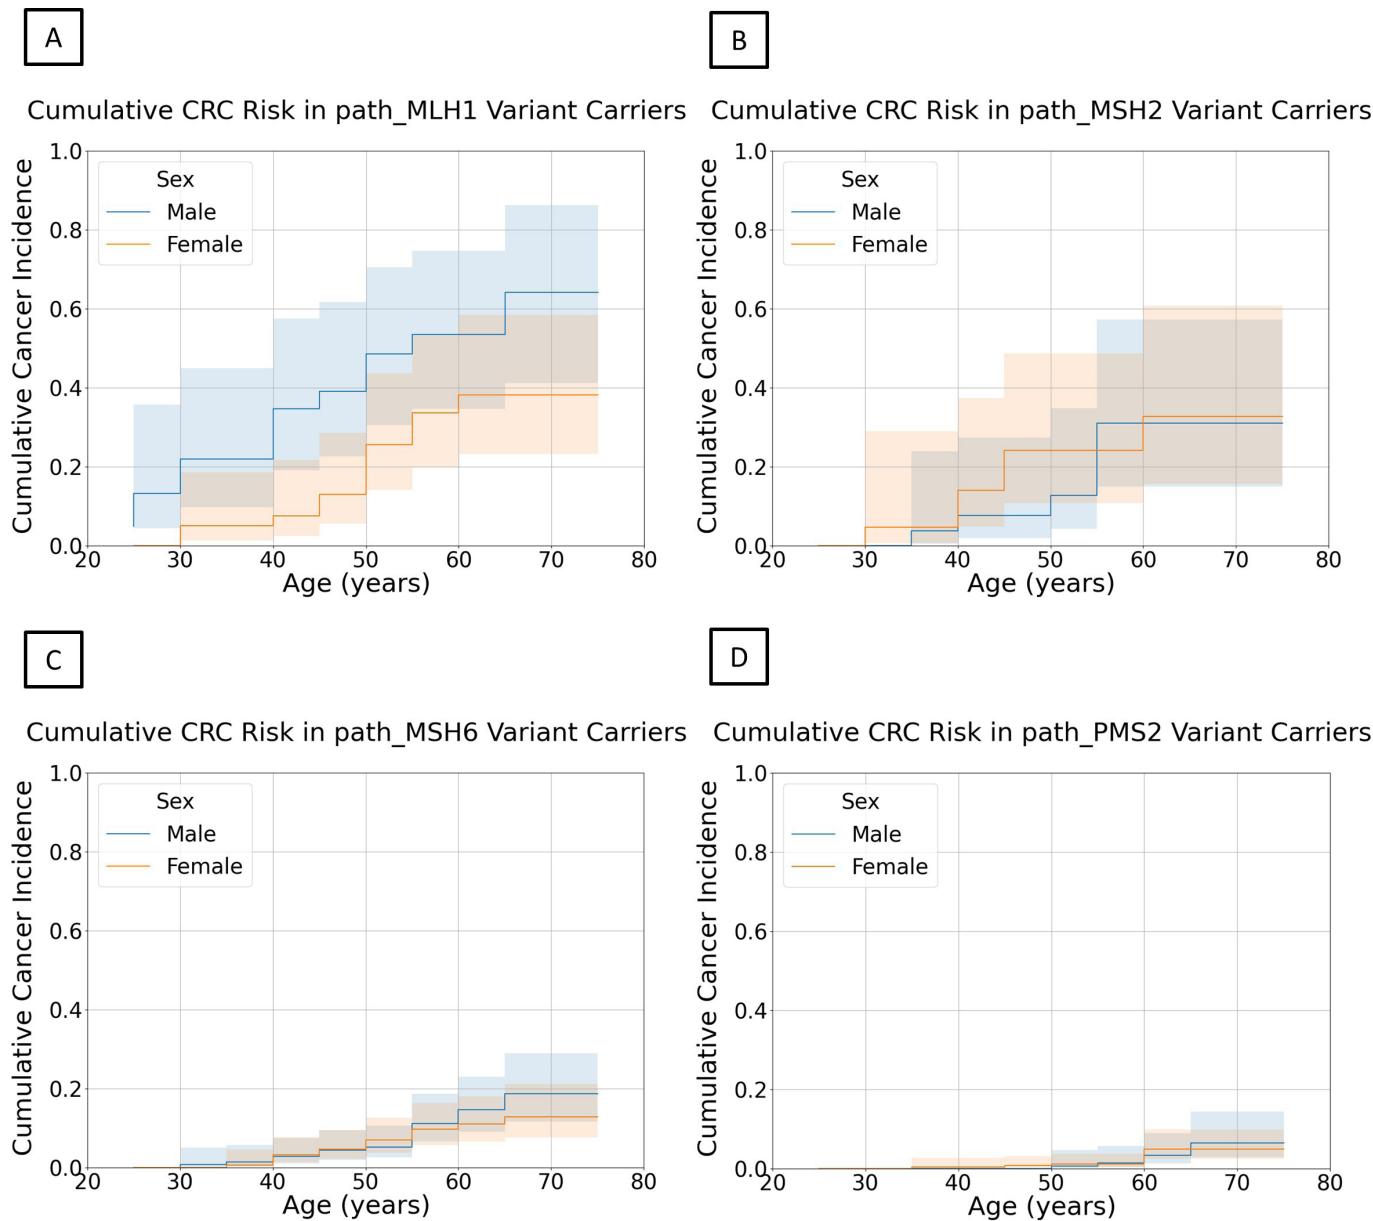 A
Cumulative CRC Risk in path_MLH1 Variant Carriers
Cumulative Cancer Incidence
1.0
0.8
0.6
0.4
0.2
0.0
Sex
Male
Female
20 30 40 50 60 70 80
Age (years)
B
Cumulative CRC Risk in path_MSH2 Variant Carriers
Cumulative Cancer Incidence
1.0
0.8
0.6
0.4
0.2
0.0
Sex
Male
Female
20 30 40 50 60 70 80
Age (years)
C
Cumulative CRC Risk in path_MSH6 Variant Carriers
Cumulative Cancer Incidence
1.0
0.8
0.6
0.4
0.2
0.0
Sex
Male
Female
20 30 40 50 60 70 80
Age (years)
D
Cumulative CRC Risk in path_PMS2 Variant Carriers
Cumulative Cancer Incidence
1.0
0.8
0.6
0.4
0.2
0.0
Sex
Male
Female
20 30 40 50 60 70 80
Age (years)